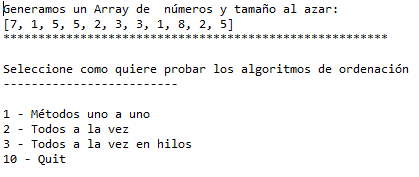 Generamos un Array de  números y tamaño al azar:
[7, 1, 5, 5, 2, 3, 3, 1, 8, 2, 5]
*******************************************************
Seleccione como quiere probar los algoritmos de ordenación
-------------------------
1 - Métodos uno a uno
2 - Todos a la vez
3 - Todos a la vez en hilos
10 - Quit